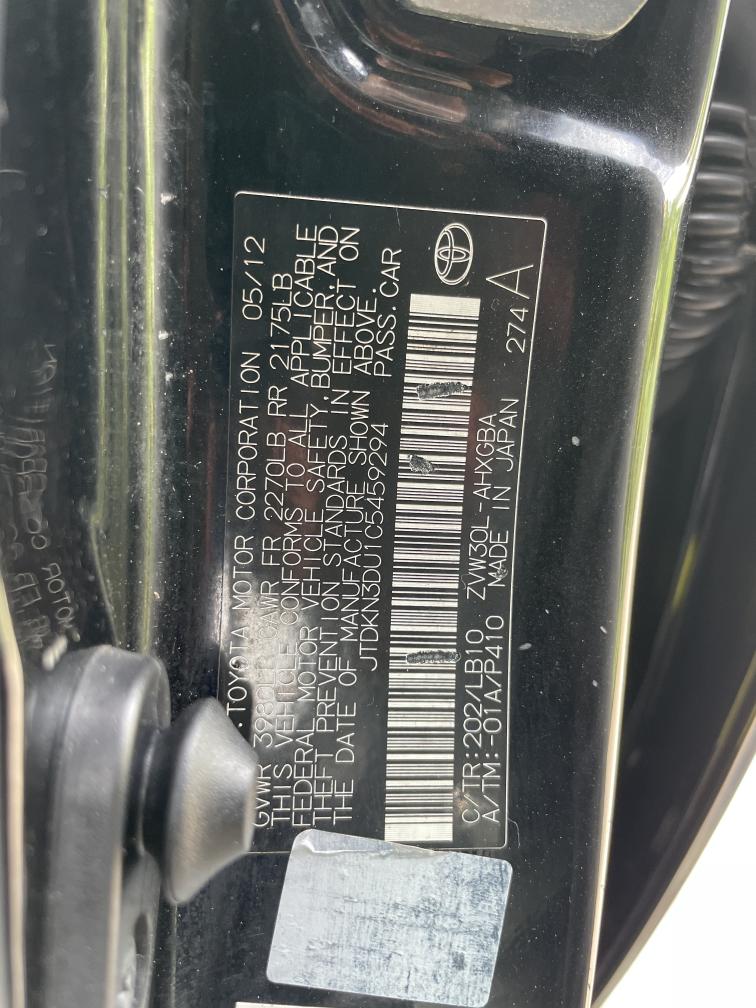 TOYOTA MOTOR CORPORATION 05/12
GVWR 3980LB GAWR FR 2270LB RR 2175LB
THIS VEHICLE CONFORMS TO ALL APPLICABLE
FEDERAL MOTOR VEHICLE SAFETY, BUMPER, AND
THEFT PREVENTION STANDARDS IN EFFECT ON
THE DATE OF MANUFACTURE SHOWN ABOVE.
JTDKN3DU1C5459294 PASS. CAR
C/TR:202/LB10 ZVW30L-AHXGBA
A/TM:-01A/P410 MADE IN JAPAN 274 A